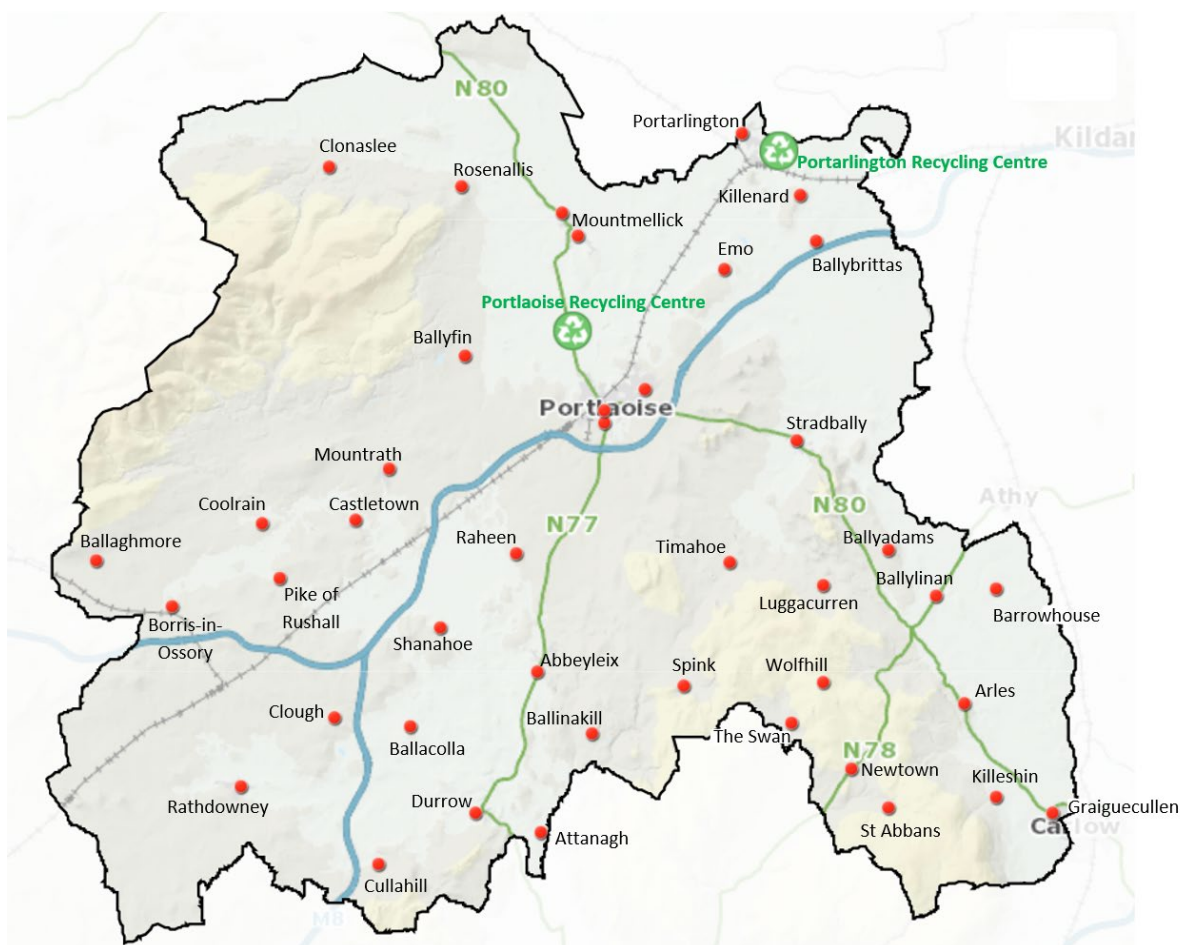 N80
Portarlington
Kildar
Clonaslee
Portarlington Recycling Centre
Rosenallis
Killenard
Mountmellick
Emo
Ballybrittas
Portlaoise Recycling Centre
Ballyfin
Portlaoise
Stradbally
Mountrath
Athy
Coolrain
Castletown
N80
N77
Raheen
Ballyadams
Ballaghmore
Timahoe
Ballylinan
Pike of
Rushall
Luggacurren
Barrowhouse
Borris-in-
Ossory
Shanahoe
Abbeyleix
Spink
Wolfhill
Arles
Clough
Ballinakill
The Swan
Ballacolla
N78
Newtown
Killeshin
Rathdowney
Durrow
Graiguecullen
Carlow
St Abbans
Attanagh
Cullahill
M8